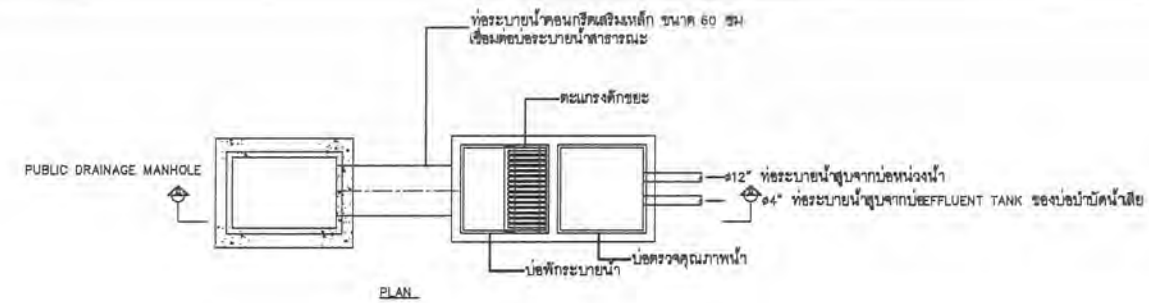 ท่อระบายน้ำคอนกรีตเสริมเหล็ก ขนาด 60 ซม
เชื่อมต่อบ่อระบายน้ำสาธารณะ
ตะแกรงดักขยะ
PUBLIC DRAINAGE MANHOLE
ø12" ท่อระบายน้ำสูบจากบ่อหน่วงน้ำ
ø4" ท่อระบายน้ำสูบจากบ่อEFFLUENT TANK ของบ่อบำบัดน้ำเสีย
บ่อตรวจคุณภาพน้ำ
บ่อพักระบายน้ำ
PLAN